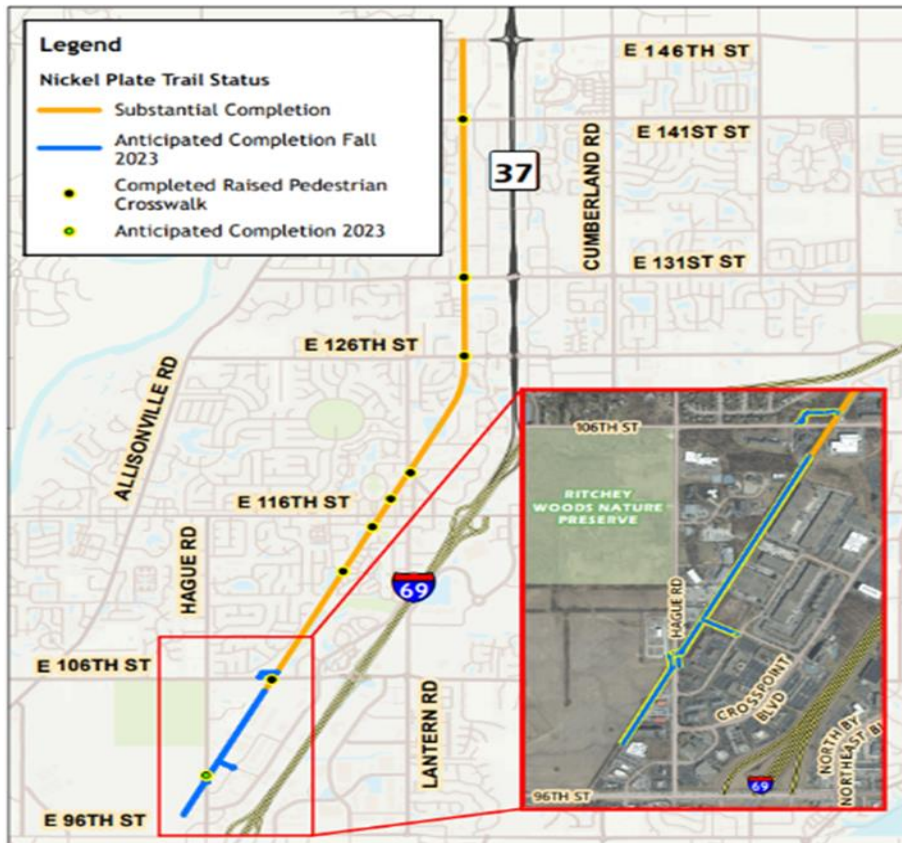 Legend
Nickel Plate Trail Status
Substantial Completion
Anticipated Completion Fall
2023
Completed Raised Pedestrian
Crosswalk
Anticipated Completion 2023
E 146TH ST
E 141ST ST
37
CUMBERLAND RD
E 131ST ST
E 126TH ST
ALLISONVILLE RD
E 116TH ST
HAGUE RD
69
E 106TH ST
LANTERN RD
E 96TH ST
106TH ST
RITCHEY
WOODS NATURE
PRESERVE
HAGUE RD
CROSSPOINT
BLVD
NORTH BY
NORTHEAST
69
96TH ST